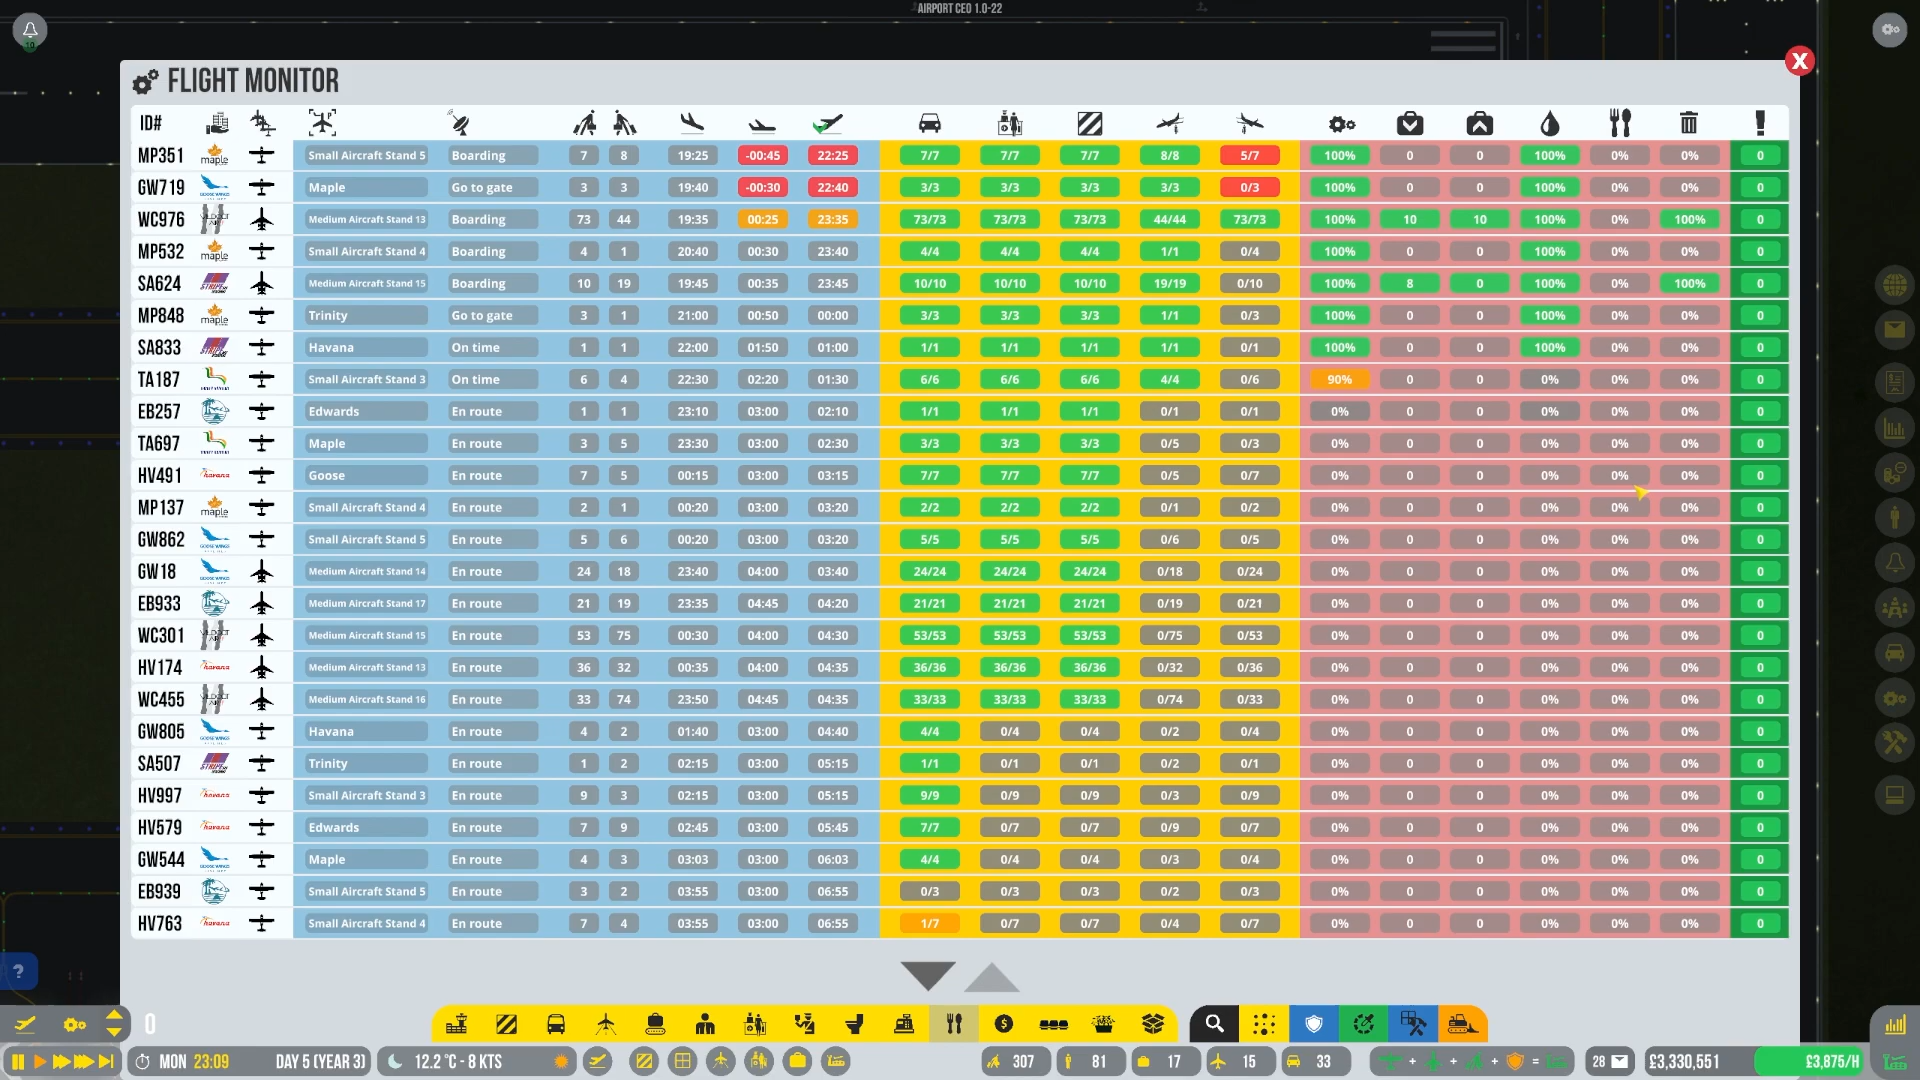 AIRPORT CEO 1.0-22
10
X
FLIGHT MONITOR
ID#
MP351 maple Small Aircraft Stand 5 Boarding 7 8 19:25 -00:45 22:25 7/7 7/7 7/7 8/8 5/7 100% 0 0 100% 0% 0% 0
GW719 Maple Go to gate 3 3 19:40 -00:30 22:40 3/3 3/3 3/3 3/3 0/3 100% 0 0 100% 0% 0% 0
WC976 Medium Aircraft Stand 13 Boarding 73 44 19:35 00:25 23:35 73/73 73/73 73/73 44/44 73/73 100% 10 10 100% 0% 100% 0
MP532 maple Small Aircraft Stand 4 Boarding 4 1 20:40 00:30 23:40 4/4 4/4 4/4 1/1 0/4 100% 0 0 100% 0% 0% 0
SA624 Medium Aircraft Stand 15 Boarding 10 19 19:45 00:35 23:45 10/10 10/10 10/10 19/19 0/10 100% 8 0 100% 0% 100% 0
MP848 maple Trinity Go to gate 3 1 21:00 00:50 00:00 3/3 3/3 3/3 1/1 0/3 100% 0 0 100% 0% 0% 0
SA833 Havana On time 1 1 22:00 01:50 01:00 1/1 1/1 1/1 1/1 0/1 100% 0 0 100% 0% 0% 0
TA187 Small Aircraft Stand 3 On time 6 4 22:30 02:20 01:30 6/6 6/6 6/6 4/4 0/6 90% 0 0 0% 0% 0% 0
EB257 Edwards En route 1 1 23:10 03:00 02:10 1/1 1/1 1/1 0/1 0/1 0% 0 0 0% 0% 0% 0
TA697 Maple En route 3 5 23:30 03:00 02:30 3/3 3/3 3/3 0/5 0/3 0% 0 0 0% 0% 0% 0
HV491 havana Goose En route 7 5 00:15 03:00 03:15 7/7 7/7 7/7 0/5 0/7 0% 0 0 0% 0% 0% 0
MP137 maple Small Aircraft Stand 4 En route 2 1 00:20 03:00 03:20 2/2 2/2 2/2 0/1 0/2 0% 0 0 0% 0% 0% 0
GW862 Small Aircraft Stand 5 En route 5 6 00:20 03:00 03:20 5/5 5/5 5/5 0/6 0/5 0% 0 0 0% 0% 0% 0
GW18 Medium Aircraft Stand 14 En route 24 18 23:40 04:00 03:40 24/24 24/24 24/24 0/18 0/24 0% 0 0 0% 0% 0% 0
EB933 Medium Aircraft Stand 17 En route 21 19 23:35 04:45 04:20 21/21 21/21 21/21 0/19 0/21 0% 0 0 0% 0% 0% 0
WC301 Medium Aircraft Stand 15 En route 53 75 00:30 04:00 04:30 53/53 53/53 53/53 0/75 0/53 0% 0 0 0% 0% 0% 0
HV174 havana Medium Aircraft Stand 13 En route 36 32 00:35 04:00 04:35 36/36 36/36 36/36 0/32 0/36 0% 0 0 0% 0% 0% 0
WC455 Medium Aircraft Stand 16 En route 33 74 23:50 04:45 04:35 33/33 33/33 33/33 0/74 0/33 0% 0 0 0% 0% 0% 0
GW805 Havana En route 4 2 01:40 03:00 04:40 4/4 0/4 0/4 0/2 0/4 0% 0 0 0% 0% 0% 0
SA507 Trinity En route 1 2 02:15 03:00 05:15 1/1 0/1 0/1 0/2 0/1 0% 0 0 0% 0% 0% 0
HV997 havana Small Aircraft Stand 3 En route 9 3 02:15 03:00 05:15 9/9 0/9 0/9 0/3 0/9 0% 0 0 0% 0% 0% 0
HV579 havana Edwards En route 7 9 02:45 03:00 05:45 7/7 0/7 0/7 0/9 0/7 0% 0 0 0% 0% 0% 0
GW544 Maple En route 4 3 03:03 03:00 06:03 4/4 0/4 0/4 0/3 0/4 0% 0 0 0% 0% 0% 0
EB939 Small Aircraft Stand 5 En route 3 2 03:55 03:00 06:55 0/3 0/3 0/3 0/2 0/3 0% 0 0 0% 0% 0% 0
HV763 havana Small Aircraft Stand 4 En route 7 4 03:55 03:00 06:55 1/7 0/7 0/7 0/4 0/7 0% 0 0 0% 0% 0% 0
?
0
MON 23:09 DAY 5 (YEAR 3) 12.2°C - 8 KTS 307 81 17 15 33 + + + = 28 £3,330,551 £3,875/H